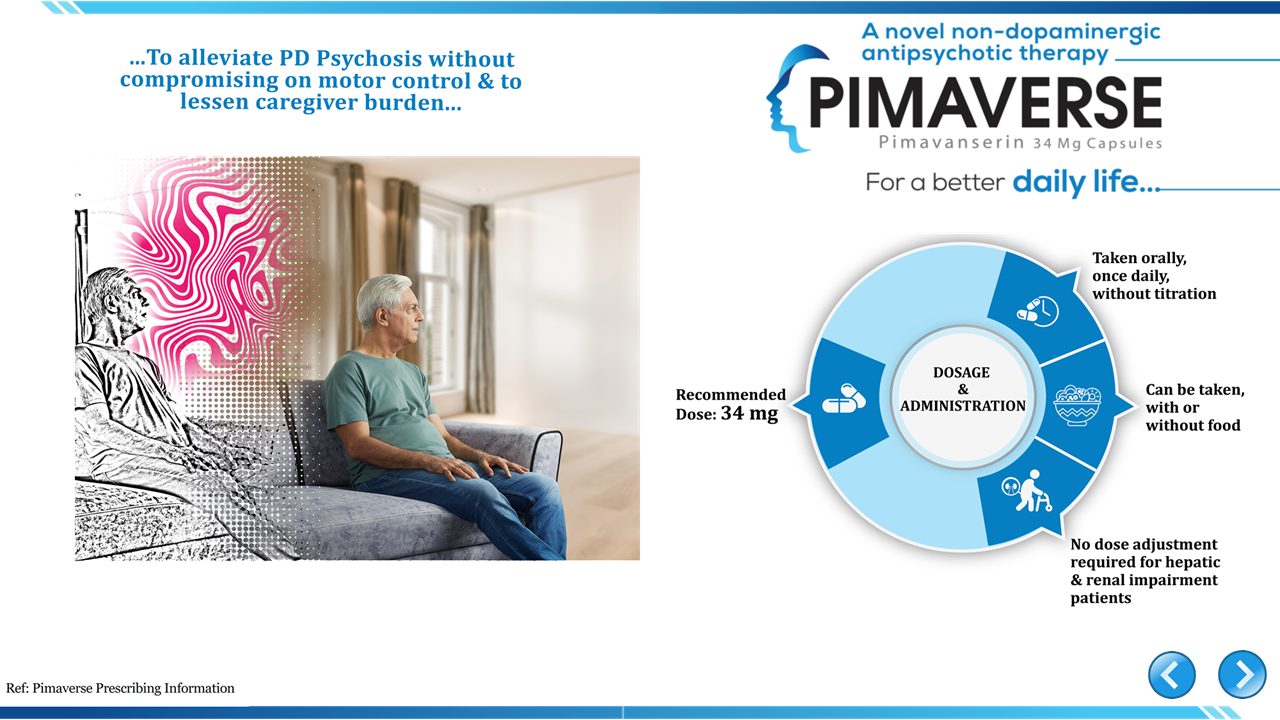 ...To alleviate PD Psychosis without
compromising on motor control & to
lessen caregiver burden...
A novel non-dopaminergic
antipsychotic therapy
PIMAVERSE
Pimavanserin 34 Mg Capsules
For a better daily life...
Taken orally,
once daily,
without titration
Recommended
Dose: 34 mg
DOSAGE
&
ADMINISTRATION
Can be taken,
with or
without food
No dose adjustment
required for hepatic
& renal impairment
patients
Ref: Pimaverse Prescribing Information